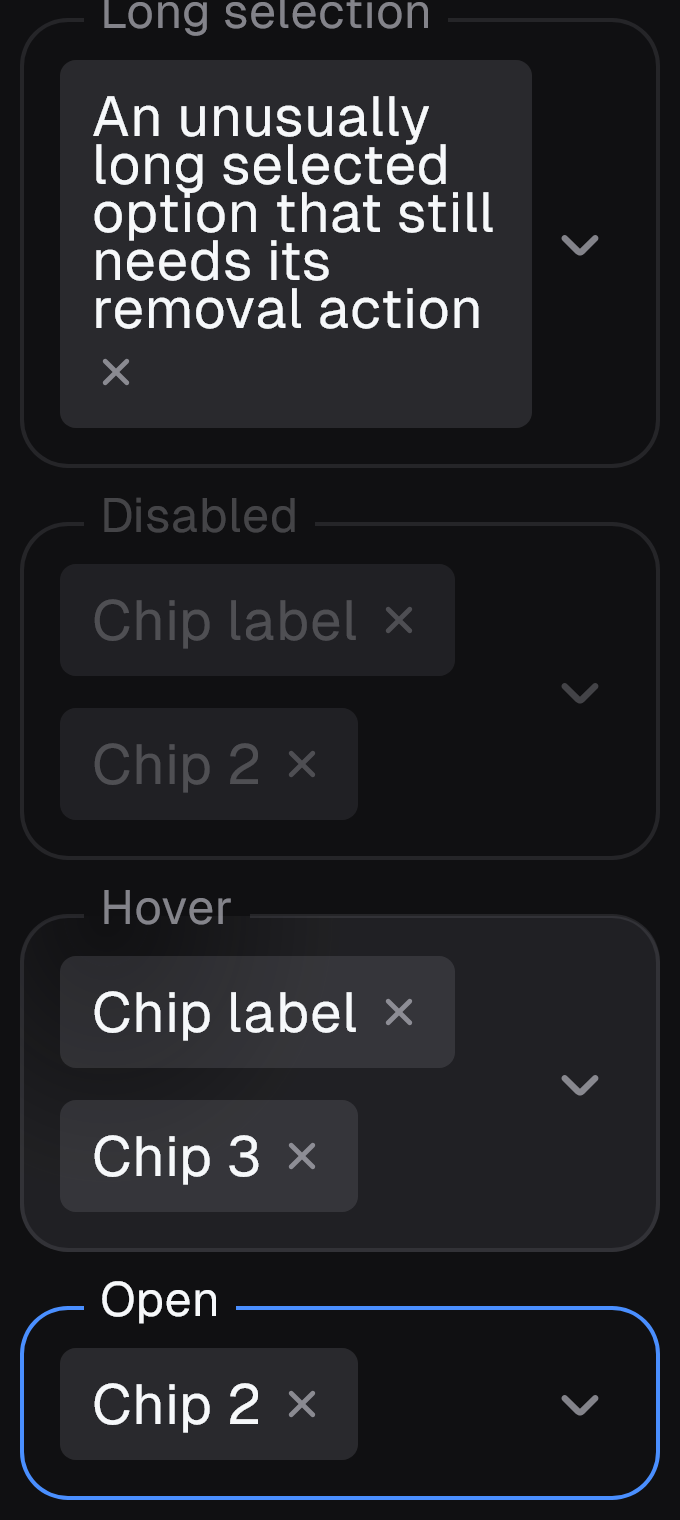 Long selection
An unusually
long selected
option that still
needs its
removal action
Disabled
Chip label
Chip 2
Hover
Chip label
Chip 3
Open
Chip 2